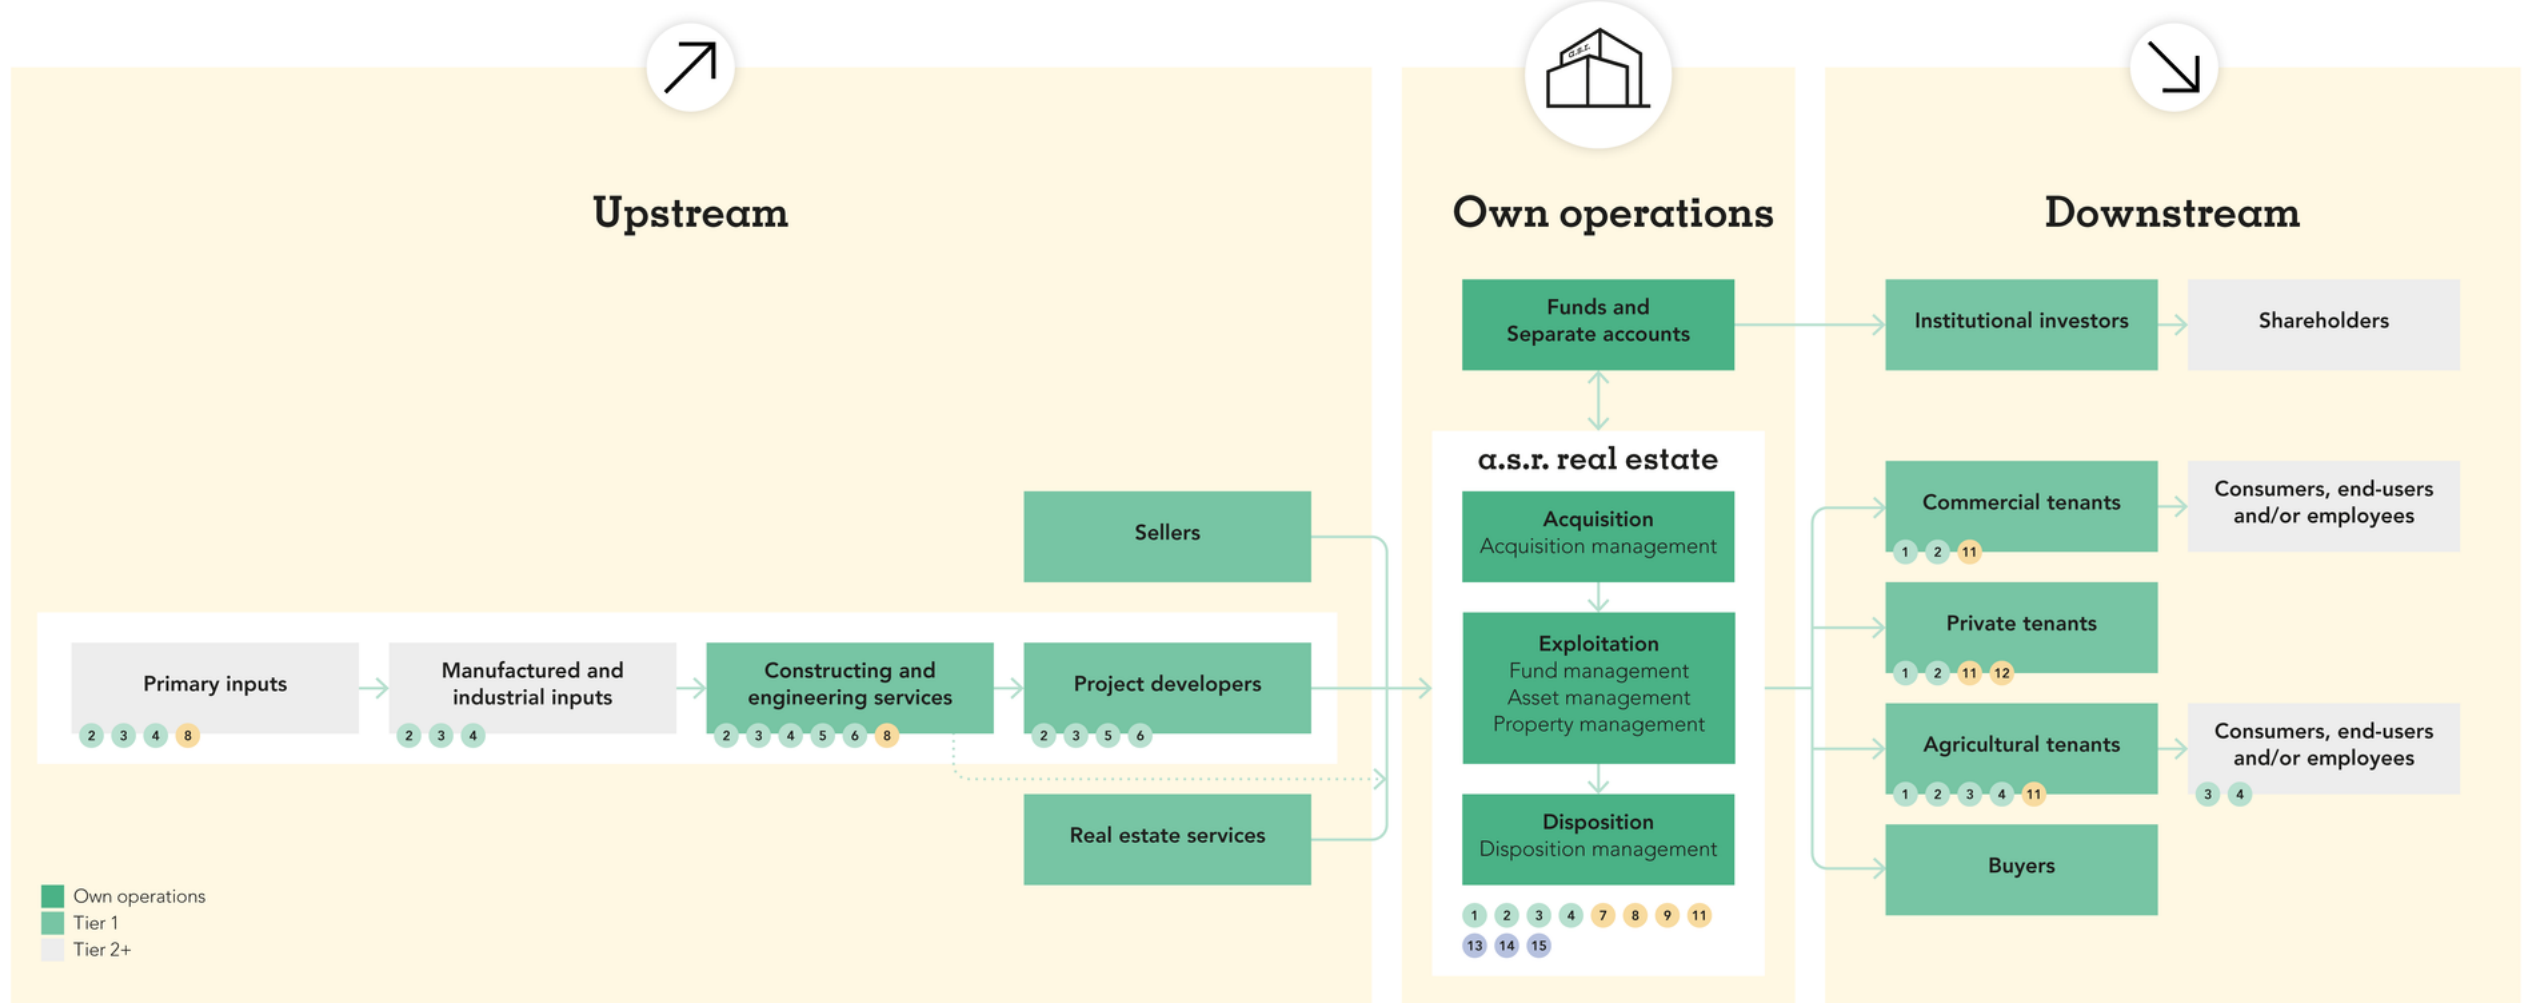 a.s.r.
Upstream
Own operations
Downstream
Funds and
Separate accounts
Institutional investors
Shareholders
a.s.r. real estate
Sellers
Acquisition
Acquisition management
Commercial tenants
1 2 11
Consumers, end-users
and/or employees
Primary inputs
2 3 4 8
Manufactured and
industrial inputs
2 3 4
Constructing and
engineering services
2 3 4 5 6 8
Project developers
2 3 5 6
Exploitation
Fund management
Asset management
Property management
Private tenants
1 2 11 12
Agricultural tenants
1 2 3 4 11
Consumers, end-users
and/or employees
3 4
Real estate services
Disposition
Disposition management
Buyers
1 2 3 4 7 8 9 11
13 14 15
Own operations
Tier 1
Tier 2+